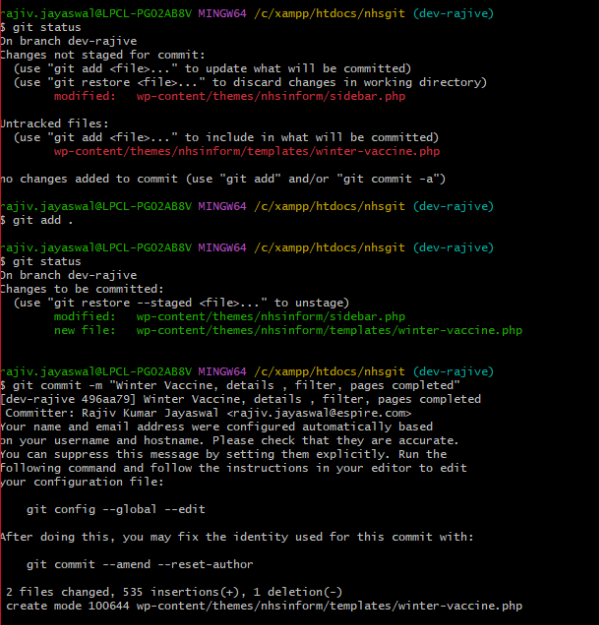 rajiv.jayaswal@LPCL-PG02AB8V MINGW64 /c/xampp/htdocs/nhsgit (dev-rajive)
$ git status
On branch dev-rajive
Changes not staged for commit:
  (use "git add <file>..." to update what will be committed)
  (use "git restore <file>..." to discard changes in working directory)
        modified:   wp-content/themes/nhsinform/sidebar.php

Untracked files:
  (use "git add <file>..." to include in what will be committed)
        wp-content/themes/nhsinform/templates/winter-vaccine.php

no changes added to commit (use "git add" and/or "git commit -a")

rajiv.jayaswal@LPCL-PG02AB8V MINGW64 /c/xampp/htdocs/nhsgit (dev-rajive)
$ git add .

rajiv.jayaswal@LPCL-PG02AB8V MINGW64 /c/xampp/htdocs/nhsgit (dev-rajive)
$ git status
On branch dev-rajive
Changes to be committed:
  (use "git restore --staged <file>..." to unstage)
        modified:   wp-content/themes/nhsinform/sidebar.php
        new file:   wp-content/themes/nhsinform/templates/winter-vaccine.php

rajiv.jayaswal@LPCL-PG02AB8V MINGW64 /c/xampp/htdocs/nhsgit (dev-rajive)
$ git commit -m "Winter Vaccine, details , filter, pages completed"
[dev-rajive 496aa79] Winter Vaccine, details , filter, pages completed
 Committer: Rajiv Kumar Jayaswal <rajiv.jayaswal@espire.com>
Your name and email address were configured automatically based
on your username and hostname. Please check that they are accurate.
You can suppress this message by setting them explicitly. Run the
following command and follow the instructions in your editor to edit
your configuration file:

    git config --global --edit

After doing this, you may fix the identity used for this commit with:

    git commit --amend --reset-author

 2 files changed, 535 insertions(+), 1 deletion(-)
 create mode 100644 wp-content/themes/nhsinform/templates/winter-vaccine.php